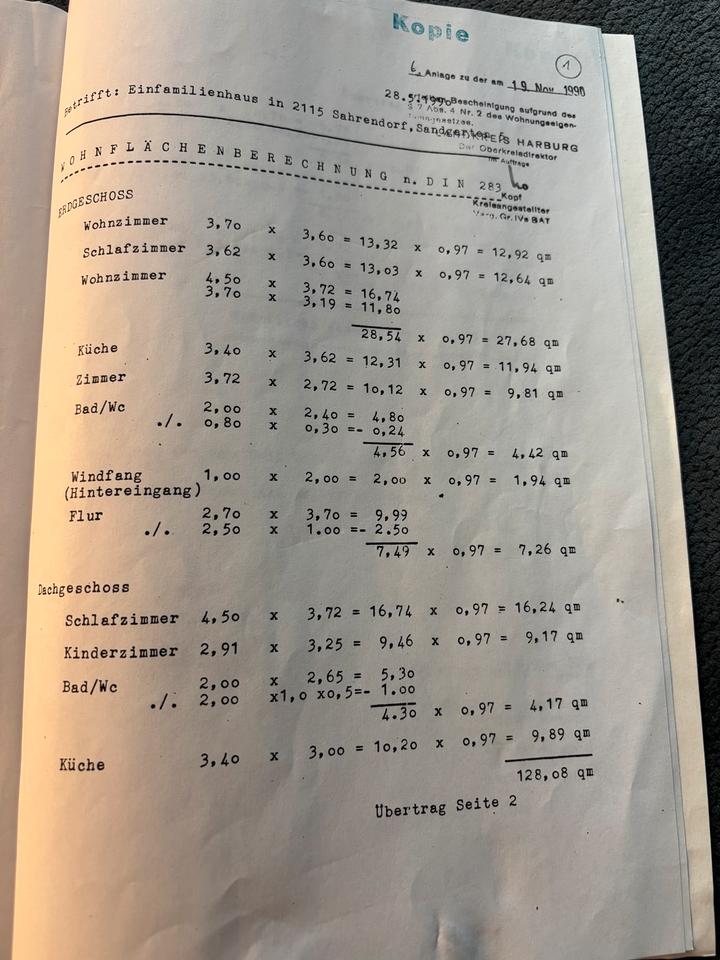 Kopie
1
6. Anlage zu der am 19. Nov. 1990
28.5.1990
Bescheinigung aufgrund des
§ 7 Abs. 4 Nr. 2 des Wohnungseigen-
Betrifft: Einfamilienhaus in 2115 Sahrendorf, Sandgarten 5
LANDKREIS HARBURG
Der Oberkreisdirektor
Im Auftrage
WOHNFLÄCHENBERECHNUNG n. DIN 283
Kopf
Kreisangestellter
Verg. Gr. IVa BAT
ERDGESCHOSS
Wohnzimmer 3,70 x 3,60 = 13,32 x 0,97 = 12,92 qm
Schlafzimmer 3,62 x 3,60 = 13,03 x 0,97 = 12,64 qm
Wohnzimmer 4,50 x 3,72 = 16,74
3,70 x 3,19 = 11,80
28,54 x 0,97 = 27,68 qm
Küche 3,40 x 3,62 = 12,31 x 0,97 = 11,94 qm
Zimmer 3,72 x 2,72 = 10,12 x 0,97 = 9,81 qm
Bad/Wc 2,00 x 2,40 = 4,80
./. 0,80 x 0,30 =- 0,24
4,56 x 0,97 = 4,42 qm
Windfang 1,00 x 2,00 = 2,00 x 0,97 = 1,94 qm
(Hintereingang)
Flur 2,70 x 3,70 = 9,99
./. 2,50 x 1.00 =- 2.50
7,49 x 0,97 = 7,26 qm
Dachgeschoss
Schlafzimmer 4,50 x 3,72 = 16,74 x 0,97 = 16,24 qm
Kinderzimmer 2,91 x 3,25 = 9,46 x 0,97 = 9,17 qm
Bad/Wc 2,00 x 2,65 = 5,30
./. 2,00 x1,0 x0,5=- 1.00
4.30 x 0,97 = 4,17 qm
Küche 3,40 x 3,00 = 10,20 x 0,97 = 9,89 qm
128,08 qm
Übertrag Seite 2